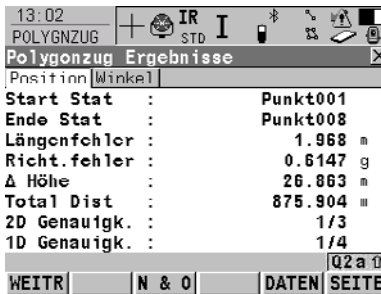 13:02
POLYGNZUG
IR
STD
I
Polygonzug Ergebnisse X
Position Winkel
Start Stat : Punkt001
Ende Stat : Punkt008
Längenfehler : 1.968 m
Richt.fehler : 0.6147 g
Δ Höhe : 26.863 m
Total Dist : 875.904 m
2D Genauigk. : 1/3
1D Genauigk. : 1/4
Q2a⇧
WEITR N & O DATEN SEITE